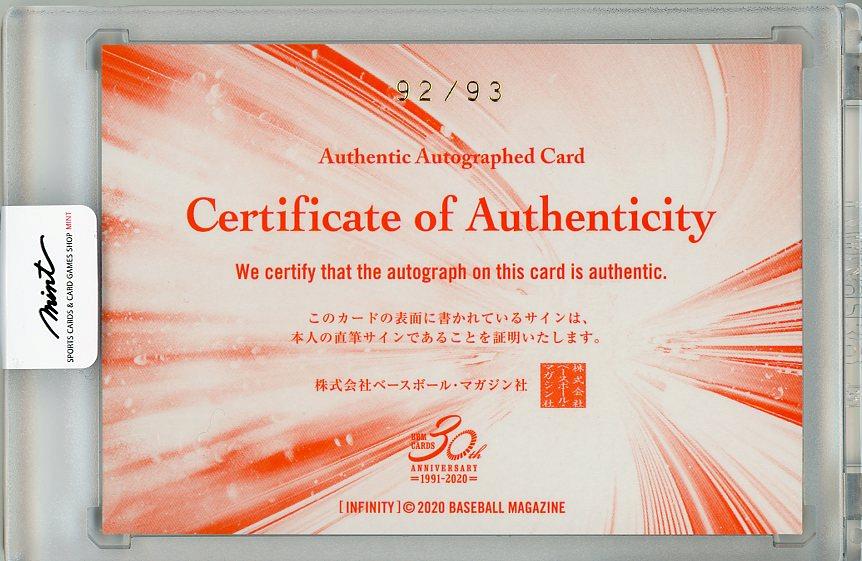 92/93
Authentic Autographed Card
Certificate of Authenticity
We certify that the autograph on this card is authentic.
このカードの表面に書かれているサインは、
本人の直筆サインであることを証明いたします。
株式会社ベースボール・マガジン社
株式会社
ベースボール・
マガジン社
BBM
CARDS
30th
ANNIVERSARY
=1991-2020=
[INFINITY]©2020 BASEBALL MAGAZINE
mint
SPORTS CARDS & CARD GAMES SHOP MINT